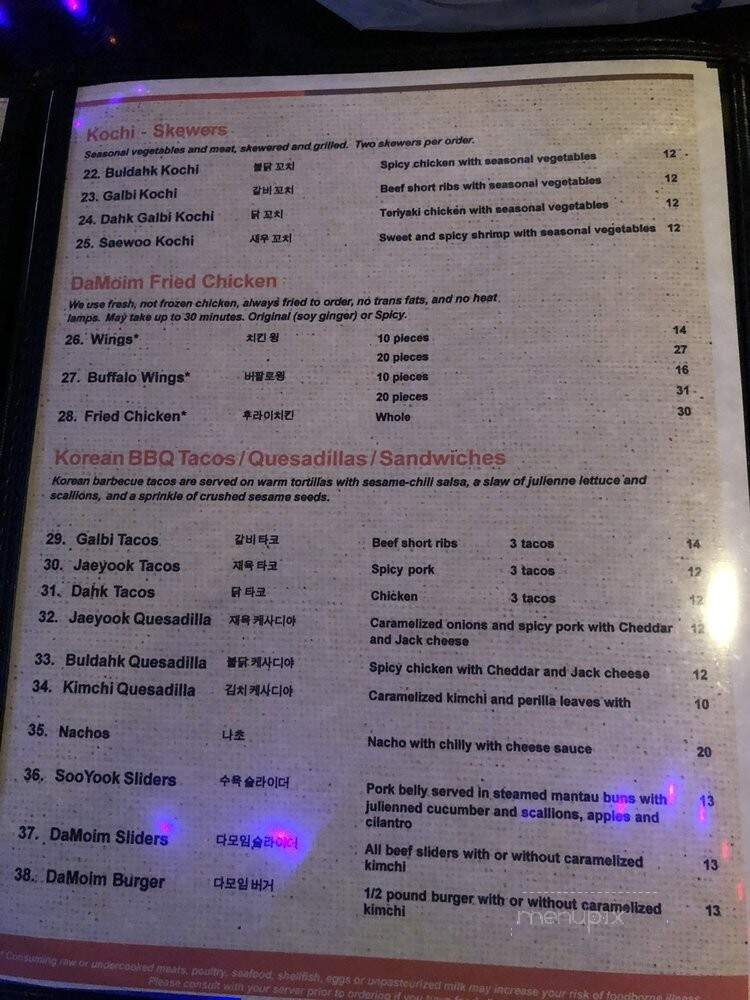 Kochi - Skewers
Seasonal vegetables and meat, skewered and grilled. Two skewers per order.
22. Buldahk Kochi 불닭 꼬치 Spicy chicken with seasonal vegetables 12
23. Galbi Kochi 갈비 꼬치 Beef short ribs with seasonal vegetables 12
24. Dahk Galbi Kochi 닭 꼬치 Teriyaki chicken with seasonal vegetables 12
25. Saewoo Kochi 새우 꼬치 Sweet and spicy shrimp with seasonal vegetables 12
DaMoim Fried Chicken
We use fresh, not frozen chicken, always fried to order, no trans fats, and no heat
lamps. May take up to 30 minutes. Original (soy ginger) or Spicy.
26. Wings* 치킨 윙 10 pieces 14
20 pieces 27
27. Buffalo Wings* 버팔로윙 10 pieces 16
20 pieces 31
28. Fried Chicken* 후라이치킨 Whole 30
Korean BBQ Tacos / Quesadillas / Sandwiches
Korean barbecue tacos are served on warm tortillas with sesame-chili salsa, a slaw of julienne lettuce and
scallions, and a sprinkle of crushed sesame seeds.
29. Galbi Tacos 갈비 타코 Beef short ribs 3 tacos 14
30. Jaeyook Tacos 재육 타코 Spicy pork 3 tacos 12
31. Dahk Tacos 닭 타코 Chicken 3 tacos 12
32. Jaeyook Quesadilla 재육 케사디아 Caramelized onions and spicy pork with Cheddar 12
and Jack cheese
33. Buldahk Quesadilla 불닭 케사디아 Spicy chicken with Cheddar and Jack cheese 12
34. Kimchi Quesadilla 김치 케사디아 Caramelized kimchi and perilla leaves with 10
35. Nachos 나초 Nacho with chilly with cheese sauce 20
36. SooYook Sliders 수육 슬라이더 Pork belly served in steamed mantau buns with 13
julienned cucumber and scallions, apples and
cilantro
37. DaMoim Sliders 다모임 슬라이더 All beef sliders with or without caramelized 13
kimchi
38. DaMoim Burger 다모임 버거 1/2 pound burger with or without caramelized 13
kimchi
menupix
* Consuming raw or undercooked meats, poultry, seafood, shellfish, eggs or unpasteurized milk may increase your risk of foodborne
Please consult with your server prior to ordering if you have